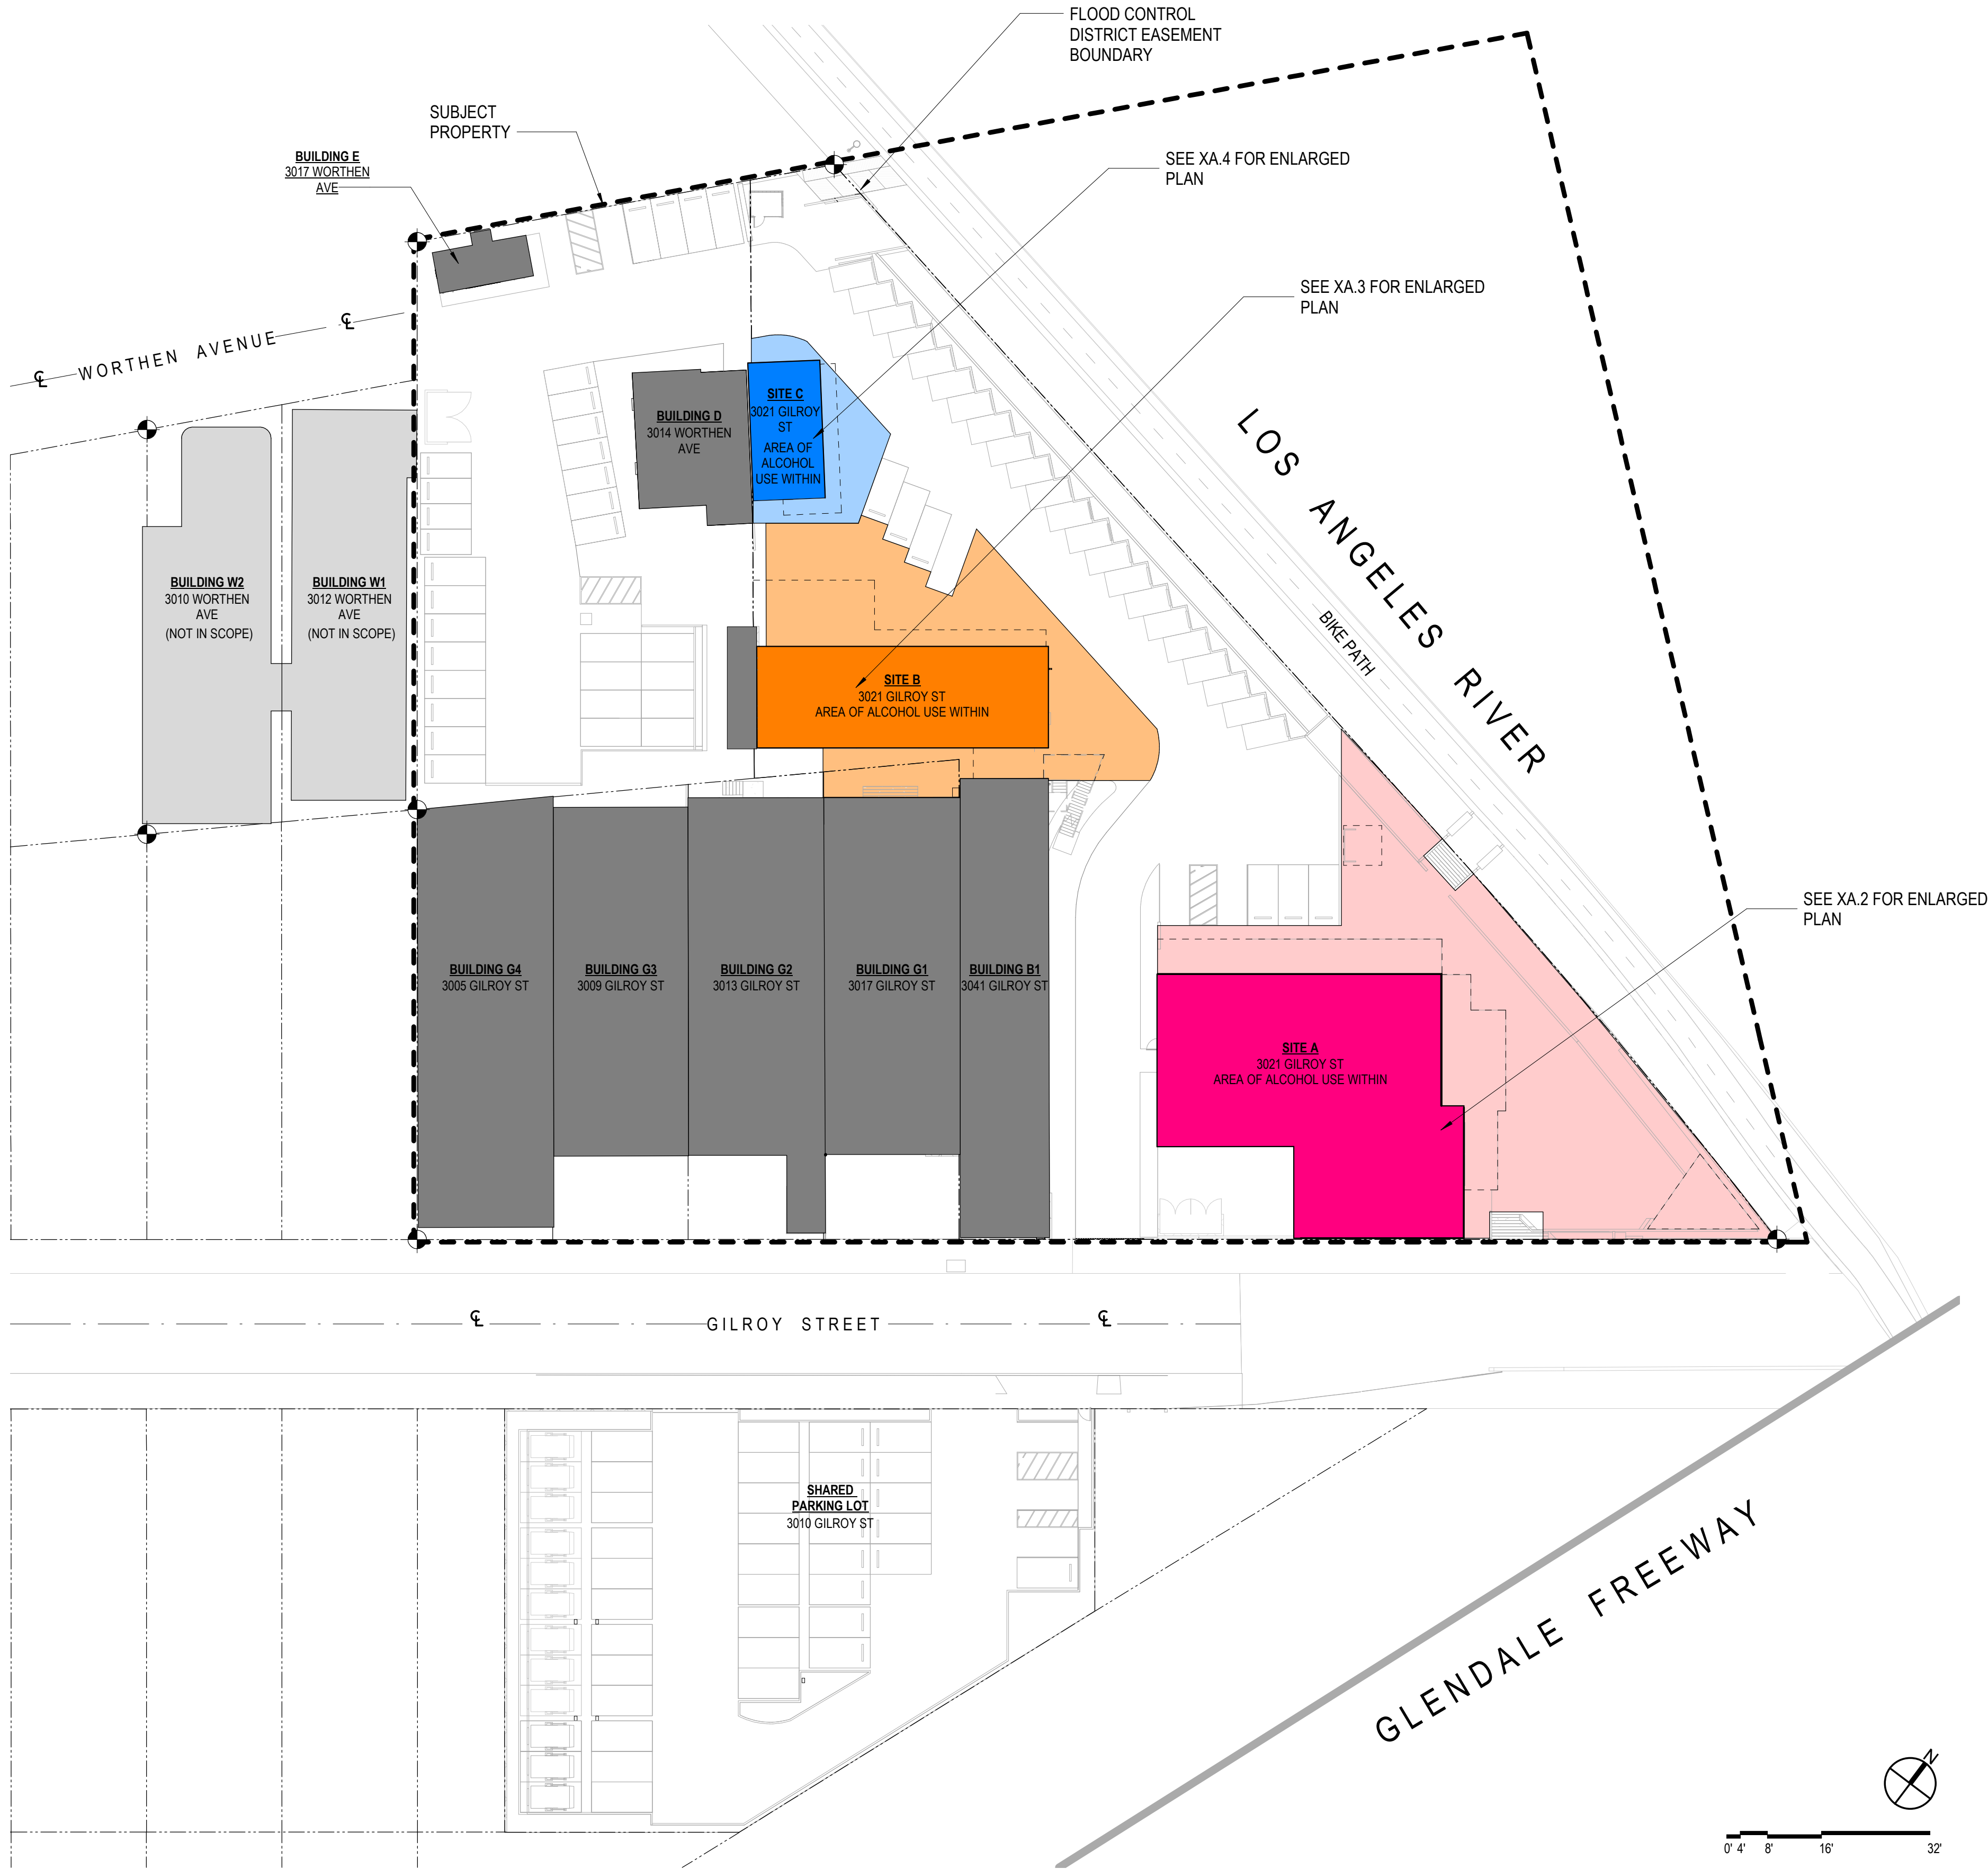 FLOOD CONTROL
DISTRICT EASEMENT
BOUNDARY
SUBJECT
PROPERTY
BUILDING E
3017 WORTHEN
AVE
SEE XA.4 FOR ENLARGED
PLAN
SEE XA.3 FOR ENLARGED
PLAN
℄ WORTHEN AVENUE ℄
BUILDING D
3014 WORTHEN
AVE
SITE C
3021 GILROY
ST
AREA OF
ALCOHOL
USE WITHIN
LOS ANGELES RIVER
BIKE PATH
BUILDING W2
3010 WORTHEN
AVE
(NOT IN SCOPE)
BUILDING W1
3012 WORTHEN
AVE
(NOT IN SCOPE)
SITE B
3021 GILROY ST
AREA OF ALCOHOL USE WITHIN
SEE XA.2 FOR ENLARGED
PLAN
BUILDING G4
3005 GILROY ST
BUILDING G3
3009 GILROY ST
BUILDING G2
3013 GILROY ST
BUILDING G1
3017 GILROY ST
BUILDING B1
3041 GILROY ST
SITE A
3021 GILROY ST
AREA OF ALCOHOL USE WITHIN
℄ GILROY STREET ℄
SHARED
PARKING LOT
3010 GILROY ST
GLENDALE FREEWAY
N
0' 4' 8' 16' 32'